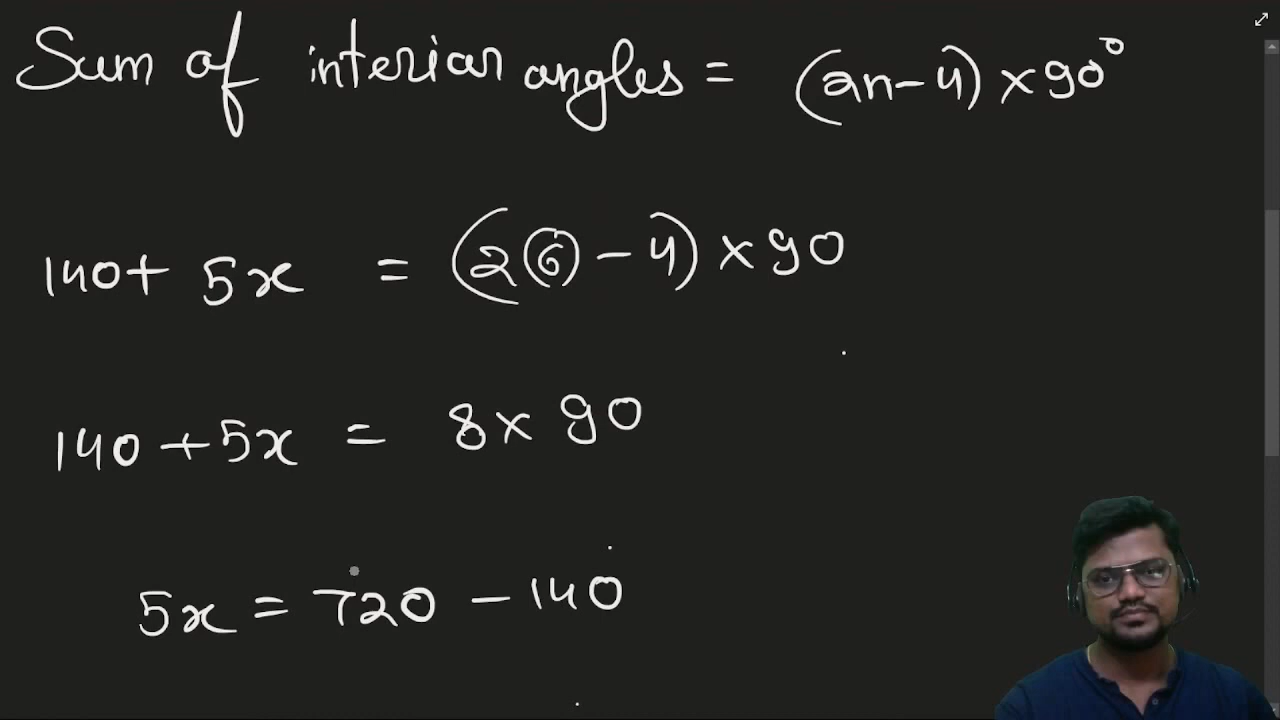 Sum of interior angles = (2n-4) × 90°
140 + 5x = (2(6) - 4) × 90
140 + 5x = 8 × 90
5x = 720 - 140